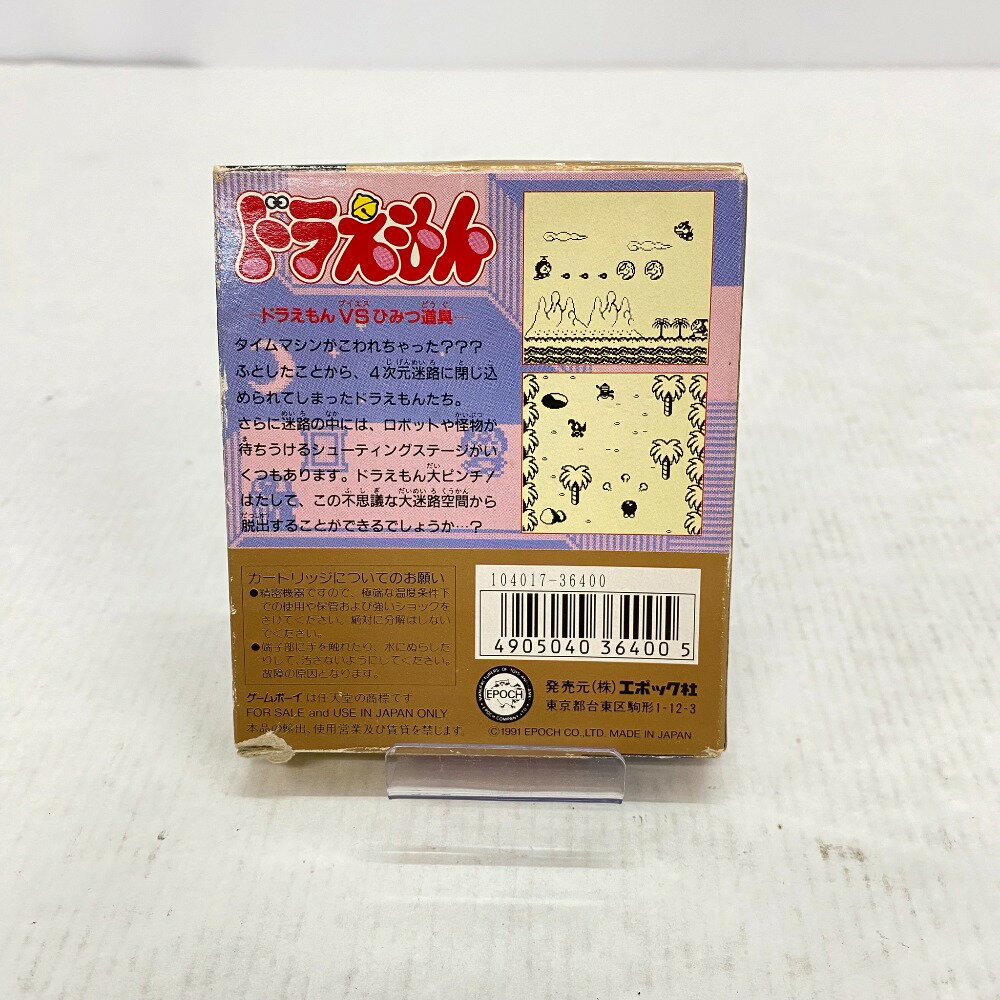 ドラえもん
ドラえもんVSひみつ道具
タイムマシンがこわれちゃった???
ふとしたことから、4次元迷路に閉じ込
められてしまったドラえもんたち。
さらに迷路の中には、ロボットや怪物が
待ちうけるシューティングステージがい
くつもあります。ドラえもん大ピンチ!
はたして、この不思議な大迷路空間から
脱出することができるでしょうか…?
カートリッジについてのお願い
●精密機器ですので、極端な温度条件下
での使用や保管および強いショックを
さけてください。絶対に分解はしない
でください。
●端子部に手を触れたり、水にぬらした
りして、汚さないようにしてください。
故障の原因となります。
ゲームボーイは任天堂の商標です
FOR SALE and USE IN JAPAN ONLY
本品の輸出、使用営業及び賃貸を禁じます。
104017-36400
4905040 36400 5
EPOCH
発売元(株)エポック社
東京都台東区駒形1-12-3
©1991 EPOCH CO.,LTD. MADE IN JAPAN